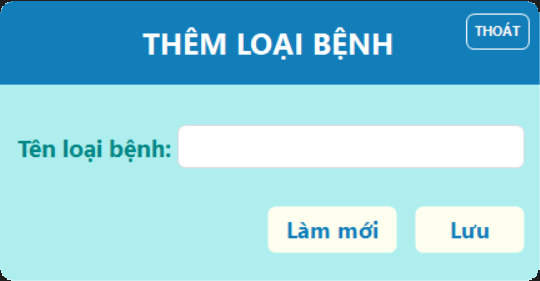 THÊM LOẠI BỆNH
THOÁT
Tên loại bệnh:
Làm mới
Lưu